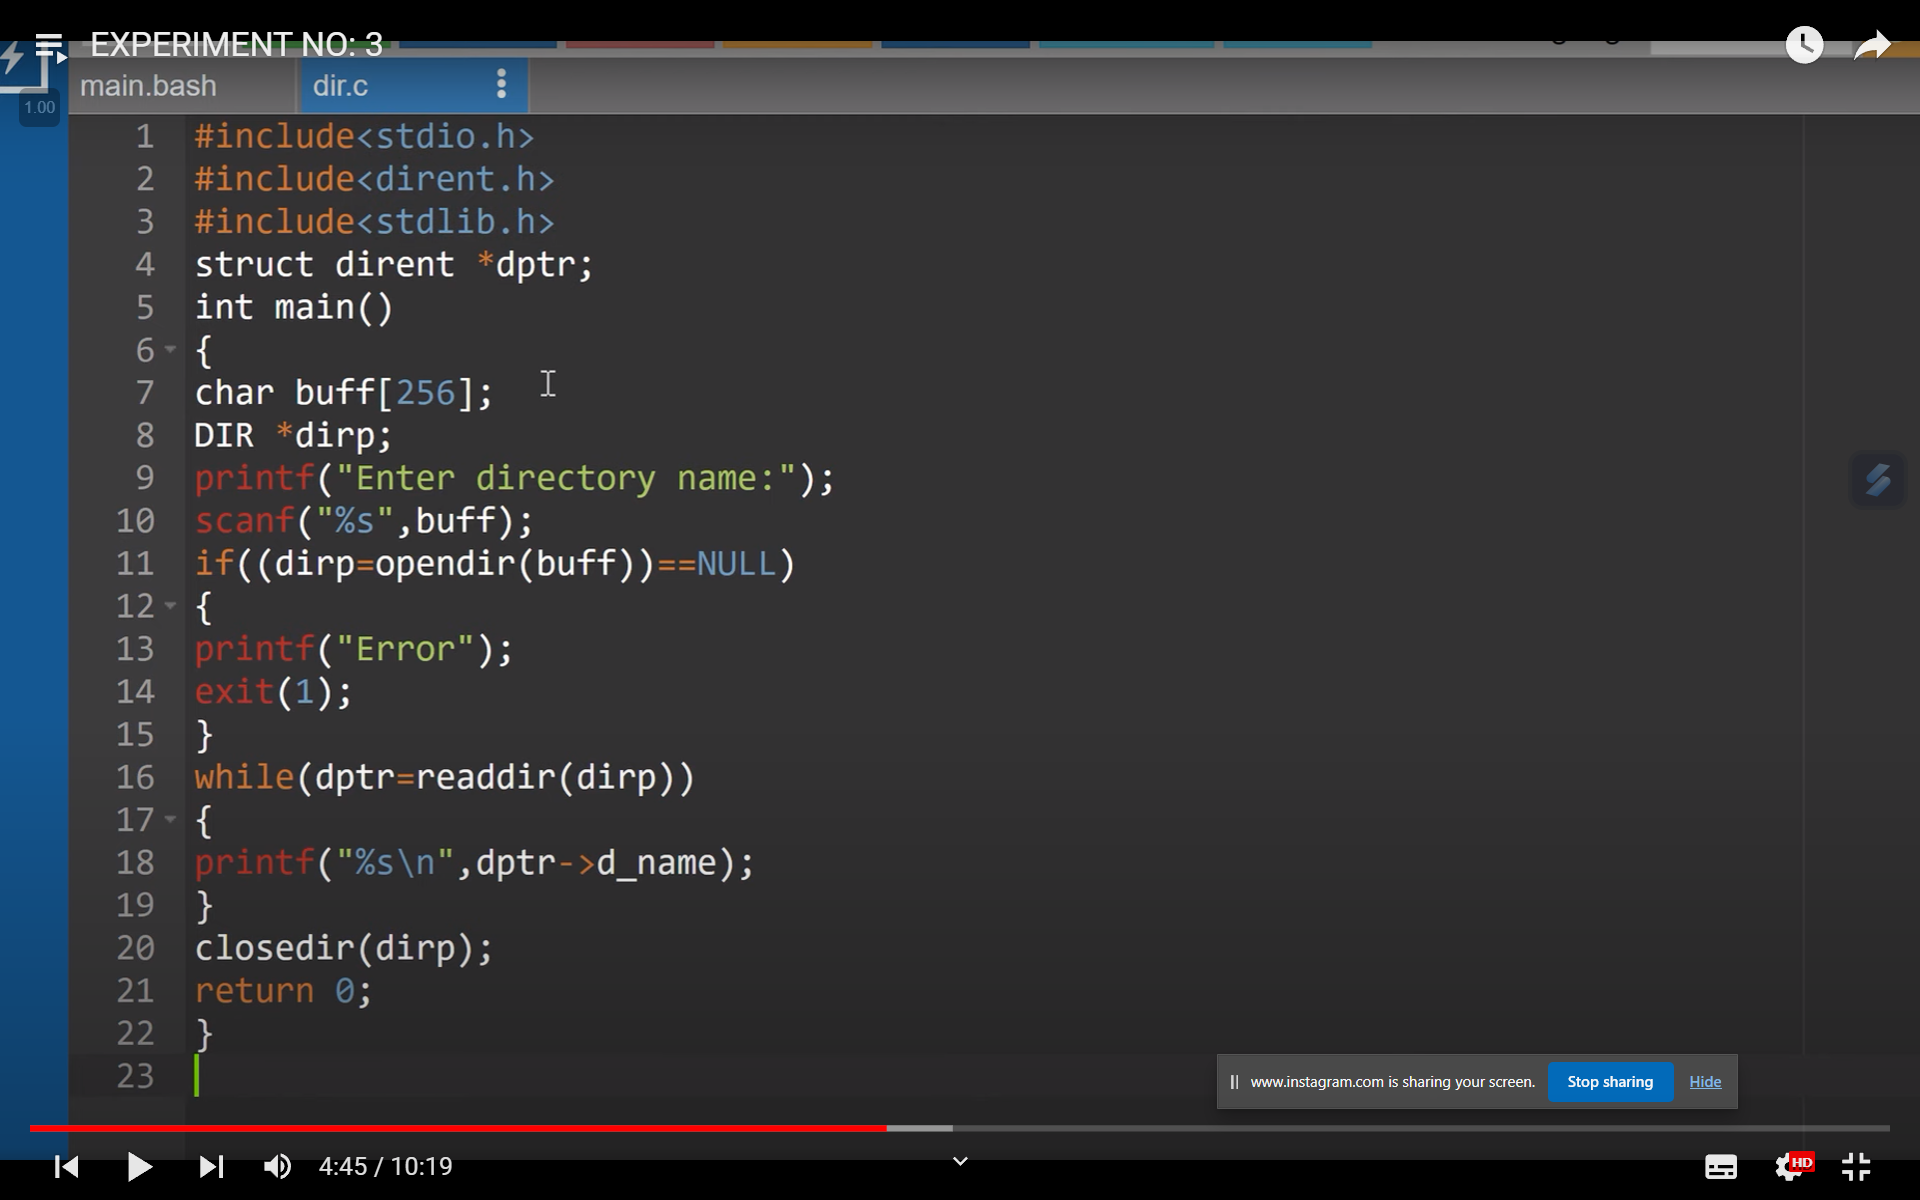 EXPERIMENT NO: 3
main.bash
dir.c
1.00
1 #include<stdio.h>
2 #include<dirent.h>
3 #include<stdlib.h>
4 struct dirent *dptr;
5 int main()
6 {
7 char buff[256];
8 DIR *dirp;
9 printf("Enter directory name:");
10 scanf("%s",buff);
11 if((dirp=opendir(buff))==NULL)
12 {
13 printf("Error");
14 exit(1);
15 }
16 while(dptr=readdir(dirp))
17 {
18 printf("%s\n",dptr->d_name);
19 }
20 closedir(dirp);
21 return 0;
22 }
23
www.instagram.com is sharing your screen. Stop sharing Hide
4:45 / 10:19
HD